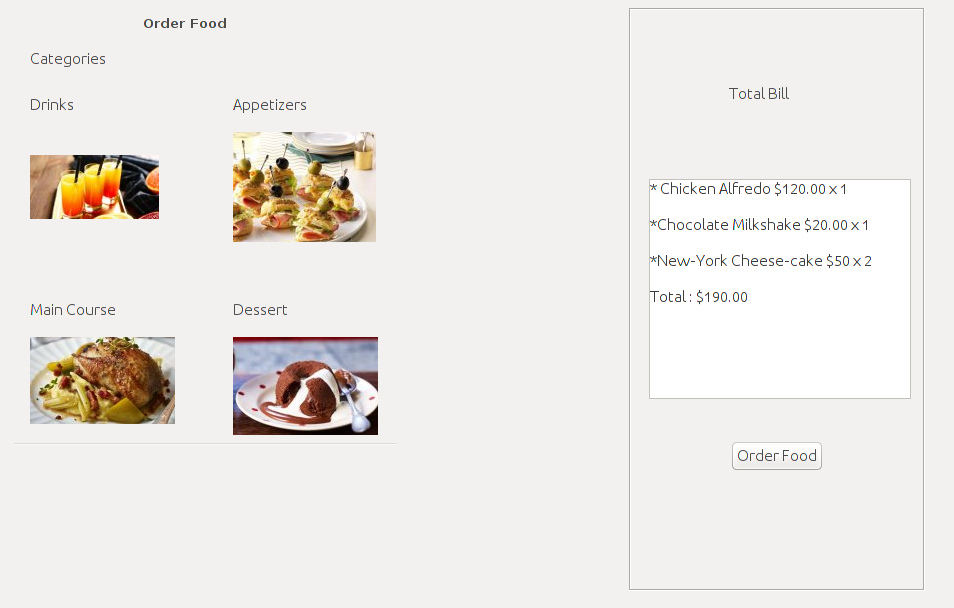 Order Food
Categories
Drinks
Appetizers
Main Course
Dessert
Total Bill
* Chicken Alfredo $120.00 x 1
*Chocolate Milkshake $20.00 x 1
*New-York Cheese-cake $50 x 2
Total : $190.00
Order Food